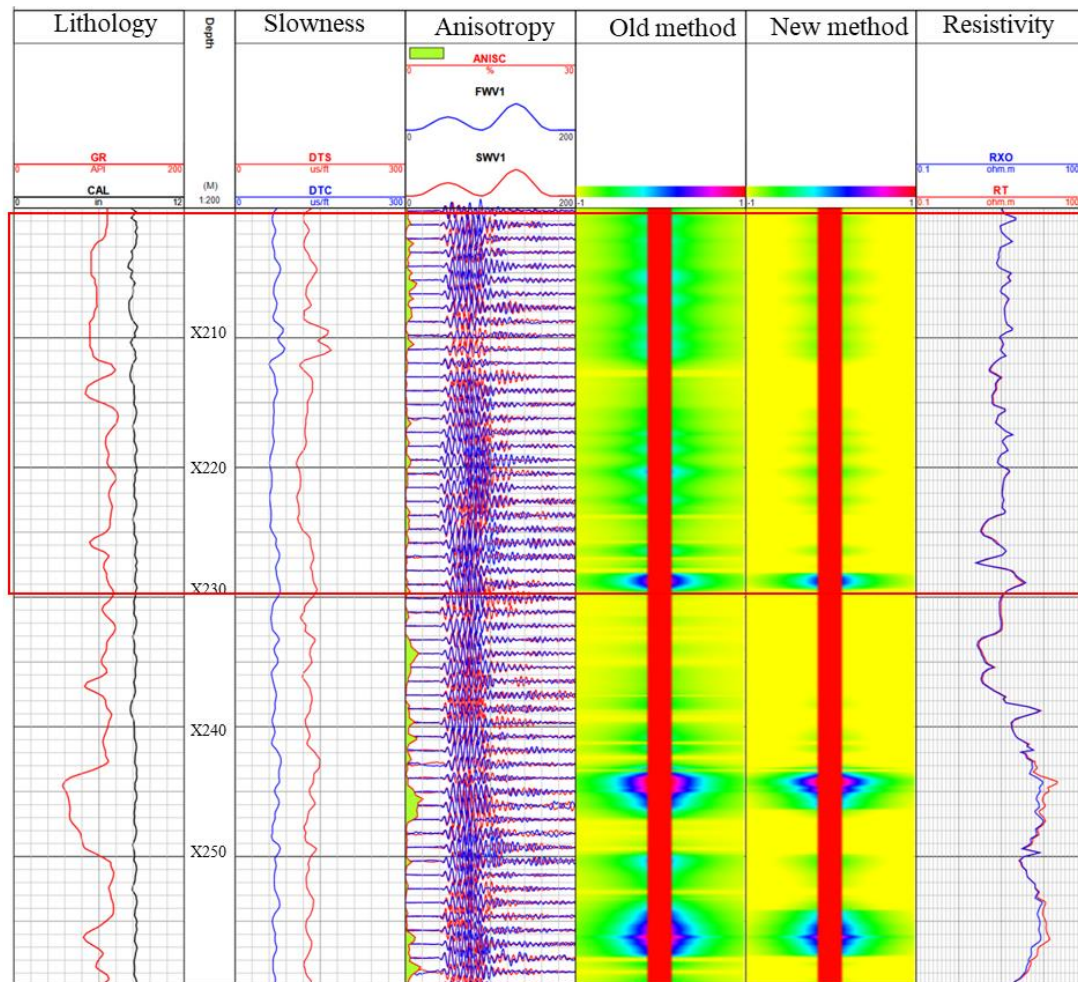 Lithology Depth Slowness Anisotropy Old method New method Resistivity
ANISC
0 % 30
FWV1
0 200
SWV1
0 200
GR
0 API 200
CAL
0 in 12
(M)
1:200
DTS
0 us/ft 300
DTC
0 us/ft 300
-1 1 -1 1
RXO
0.1 ohm.m 100
RT
0.1 ohm.m 100
X210
X220
X230
X240
X250